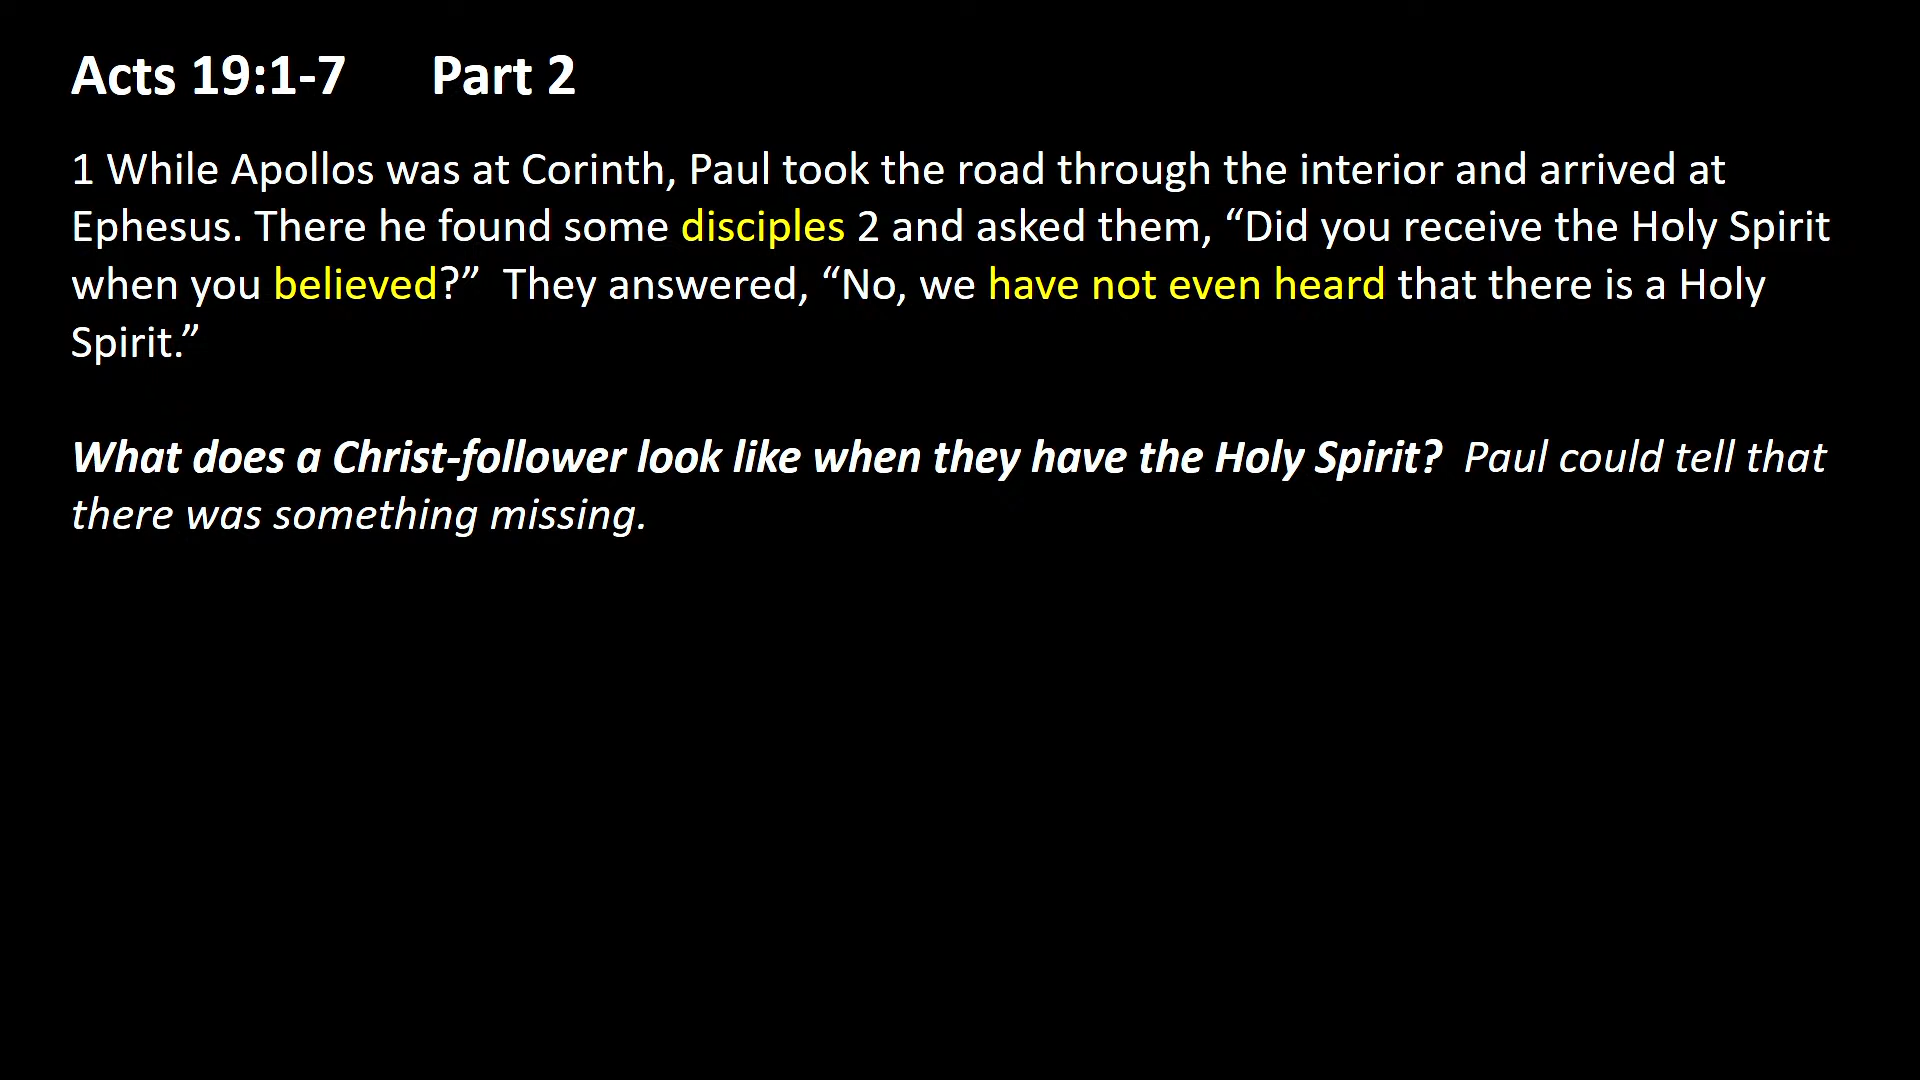 Acts 19:1-7 Part 2
1 While Apollos was at Corinth, Paul took the road through the interior and arrived at
Ephesus. There he found some disciples 2 and asked them, “Did you receive the Holy Spirit
when you believed?” They answered, “No, we have not even heard that there is a Holy
Spirit.”
What does a Christ-follower look like when they have the Holy Spirit? Paul could tell that
there was something missing.